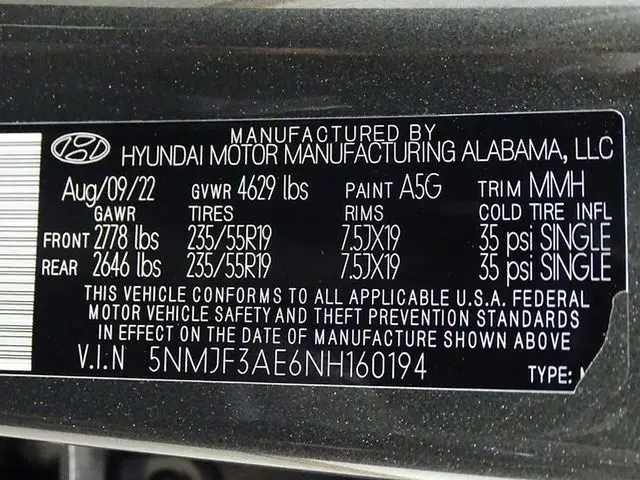 MANUFACTURED BY
HYUNDAI MOTOR MANUFACTURING ALABAMA, LLC
Aug/09/22 GVWR 4629 lbs PAINT A5G TRIM MMH
GAWR TIRES RIMS COLD TIRE INFL
FRONT 2778 lbs 235/55R19 7.5JX19 35 psi SINGLE
REAR 2646 lbs 235/55R19 7.5JX19 35 psi SINGLE
THIS VEHICLE CONFORMS TO ALL APPLICABLE U.S.A. FEDERAL
MOTOR VEHICLE SAFETY AND THEFT PREVENTION STANDARDS
IN EFFECT ON THE DATE OF MANUFACTURE SHOWN ABOVE
V.I.N 5NMJF3AE6NH160194
TYPE: